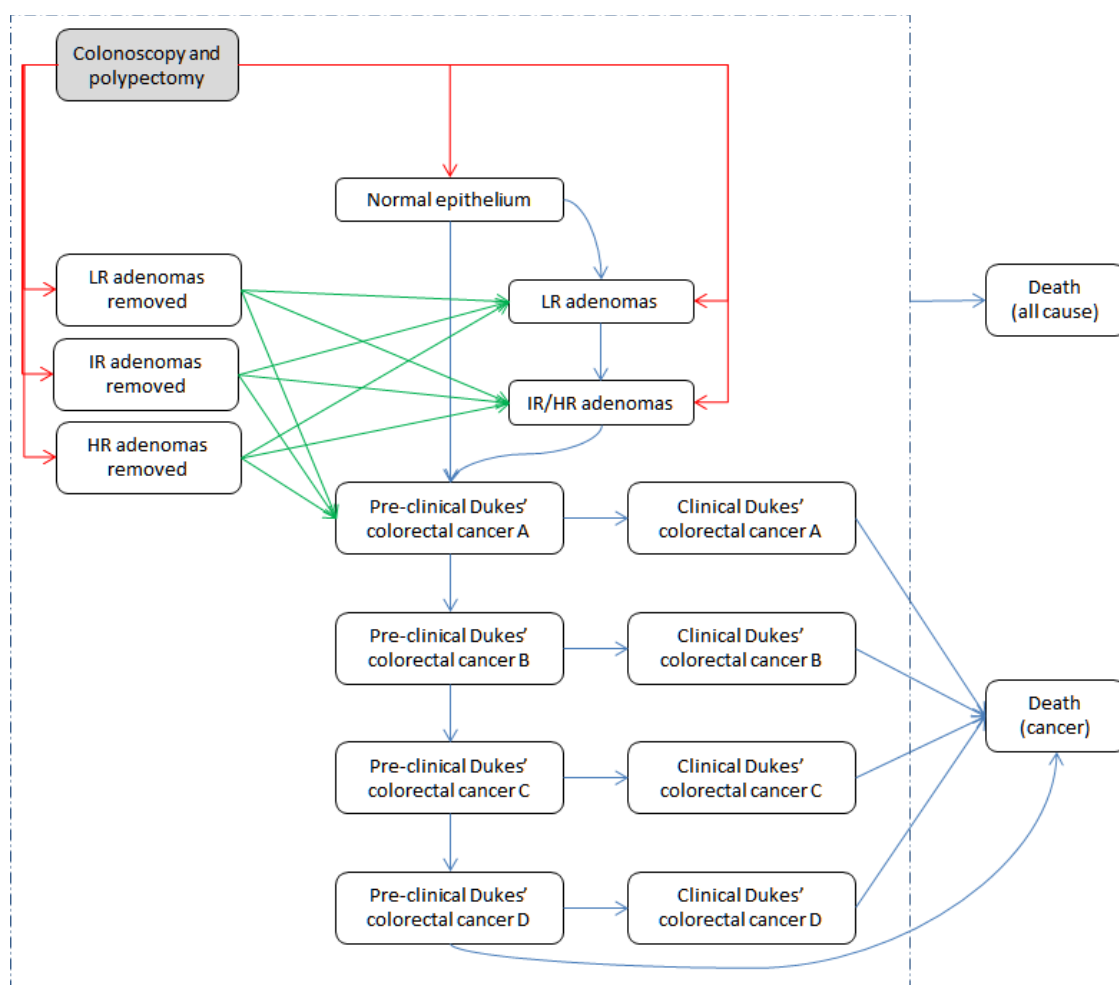 Colonoscopy and
polypectomy
Normal epithelium
LR adenomas
removed
LR adenomas
Death
(all cause)
IR adenomas
removed
IR/HR adenomas
HR adenomas
removed
Pre-clinical Dukes’
colorectal cancer A
Clinical Dukes’
colorectal cancer A
Pre-clinical Dukes’
colorectal cancer B
Clinical Dukes’
colorectal cancer B
Death
(cancer)
Pre-clinical Dukes’
colorectal cancer C
Clinical Dukes’
colorectal cancer C
Pre-clinical Dukes’
colorectal cancer D
Clinical Dukes’
colorectal cancer D